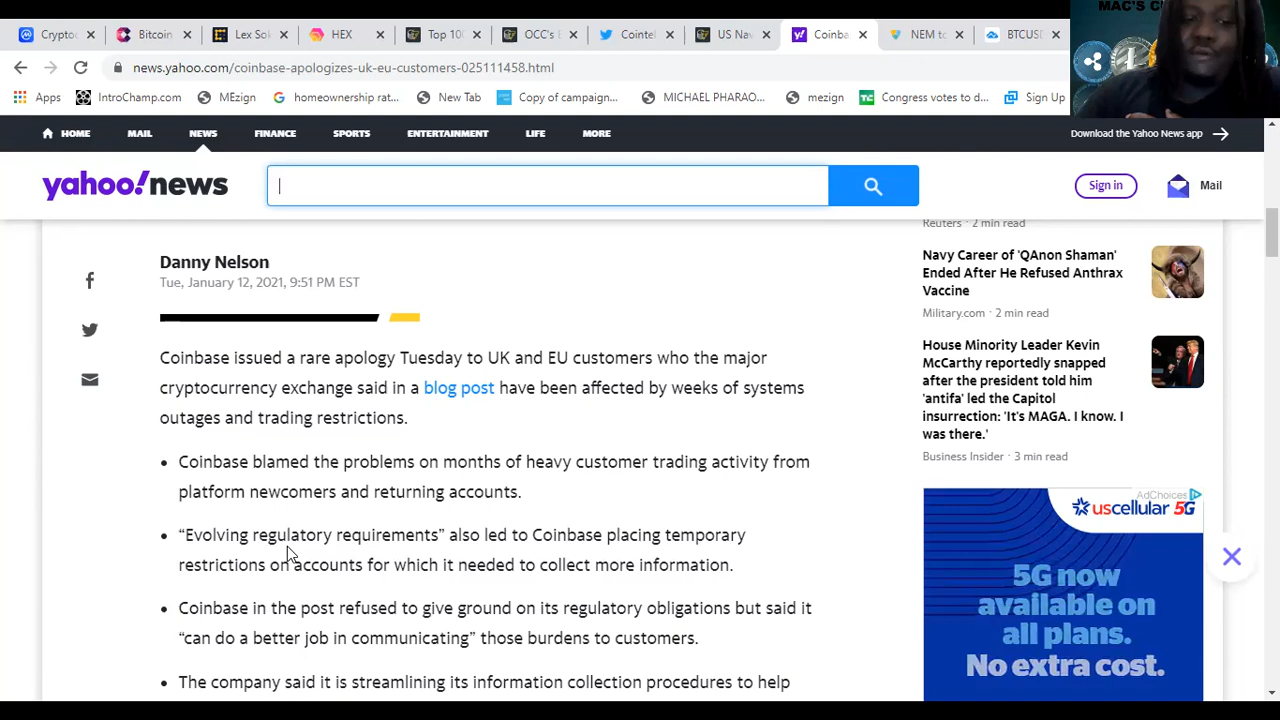 Cryptoc
Bitcoin
Lex Sok
HEX
Top 100
OCC's E
Cointel
US Nav
Coinba
NEM to
BTCUSD
MAC'S C
news.yahoo.com/coinbase-apologizes-uk-eu-customers-025111458.html
Apps
IntroChamp.com
MEzign
homeownership rat...
New Tab
Copy of campaign...
MICHAEL PHARAO...
mezign
Congress votes to d...
Sign Up
HOME
MAIL
NEWS
FINANCE
SPORTS
ENTERTAINMENT
LIFE
MORE
Download the Yahoo News app
yahoo!news
Sign in
Mail
Danny Nelson
Tue, January 12, 2021, 9:51 PM EST
Coinbase issued a rare apology Tuesday to UK and EU customers who the major
cryptocurrency exchange said in a blog post have been affected by weeks of systems
outages and trading restrictions.
• Coinbase blamed the problems on months of heavy customer trading activity from
platform newcomers and returning accounts.
• “Evolving regulatory requirements” also led to Coinbase placing temporary
restrictions on accounts for which it needed to collect more information.
• Coinbase in the post refused to give ground on its regulatory obligations but said it
“can do a better job in communicating” those burdens to customers.
• The company said it is streamlining its information collection procedures to help
Reuters · 2 min read
Navy Career of 'QAnon Shaman'
Ended After He Refused Anthrax
Vaccine
Military.com · 2 min read
House Minority Leader Kevin
McCarthy reportedly snapped
after the president told him
'antifa' led the Capitol
insurrection: 'It's MAGA. I know. I
was there.'
Business Insider · 3 min read
AdChoices
uscellular 5G
5G now
available on
all plans.
No extra cost.